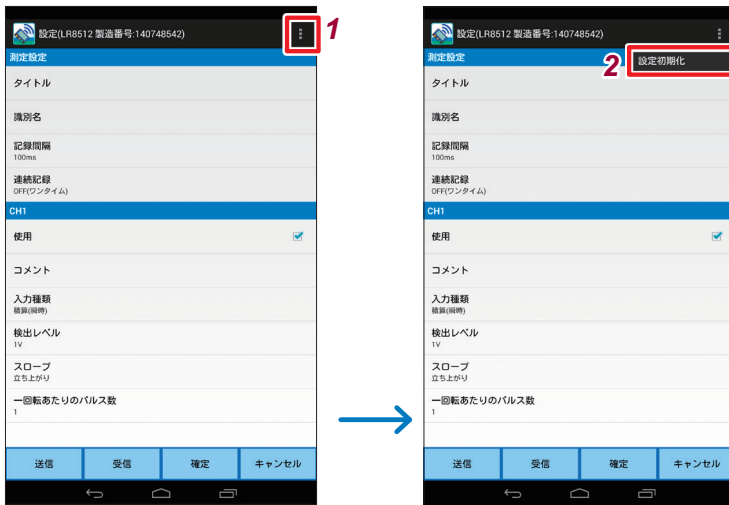 設定(LR8512 製造番号:140748542)
1
測定設定
タイトル
識別名
記録間隔
100ms
連続記録
OFF(ワンタイム)
CH1
使用
コメント
入力種類
積算(瞬時)
検出レベル
1V
スロープ
立ち上がり
一回転あたりのパルス数
1
送信 受信 確定 キャンセル
設定(LR8512 製造番号:140748542)
測定設定
2
設定初期化
タイトル
識別名
記録間隔
100ms
連続記録
OFF(ワンタイム)
CH1
使用
コメント
入力種類
積算(瞬時)
検出レベル
1V
スロープ
立ち上がり
一回転あたりのパルス数
1
送信 受信 確定 キャンセル